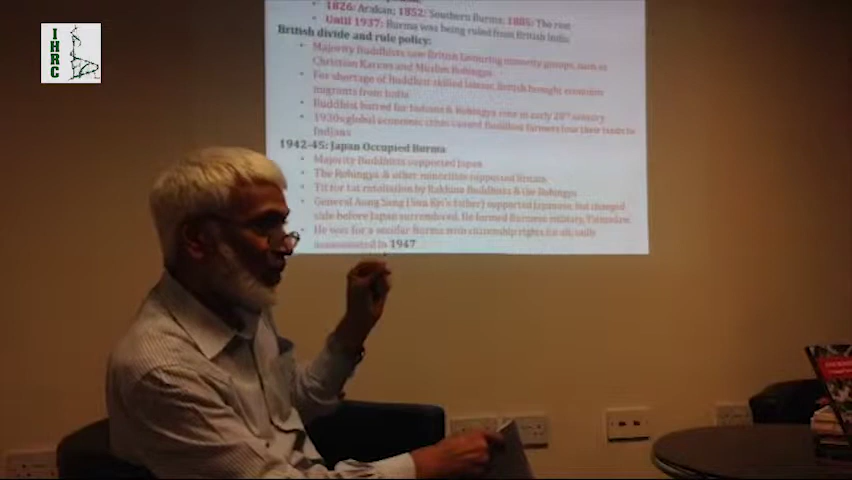 IHRC
1826: Arakan; 1852: Southern Burma; 1885: The rest
Until 1937: Burma was being ruled from British India
British divide and rule policy:
Majority Buddhists saw British favouring minority groups, such as
Christian Karens and Muslim Rohingya
For shortage of Buddhist skilled labour, British brought economic
migrants from India
Buddhist hatred for Indians & Rohingya rose in early 20th century
1930s global economic crisis caused Buddhist farmers lose their lands to
Indians
1942-45: Japan Occupied Burma
Majority Buddhists supported Japan
The Rohingya & other minorities supported Britain
Tit for tat retaliation by Rakhine Buddhists & the Rohingya
General Aung Sang (Suu Kyi's father) supported Japanese, but changed
side before Japan surrendered. He formed Burmese military,
He was for a secular Burma with citizenship rights for all; sadly
assassinated in 1947